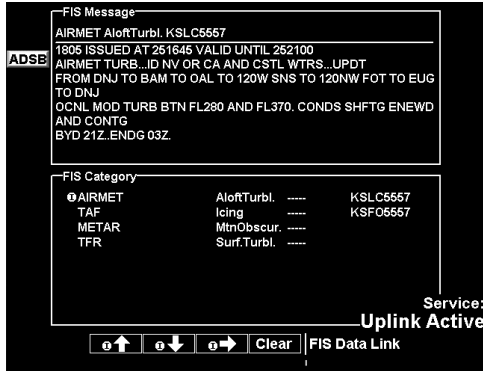 FIS Message
AIRMET AloftTurbl. KSLC5557
1805 ISSUED AT 251645 VALID UNTIL 252100
AIRMET TURB...ID NV OR CA AND CSTL WTRS...UPDT
FROM DNJ TO BAM TO OAL TO 120W SNS TO 120NW FOT TO EUG
TO DNJ
OCNL MOD TURB BTN FL280 AND FL370. CONDS SHFTG ENEWD
AND CONTG
BYD 21Z..ENDG 03Z.
ADSB
FIS Category
AIRMET AloftTurbl. ----- KSLC5557
TAF Icing ----- KSFO5557
METAR MtnObscur. -----
TFR Surf.Turbl. -----
Service:
Uplink Active
Clear FIS Data Link